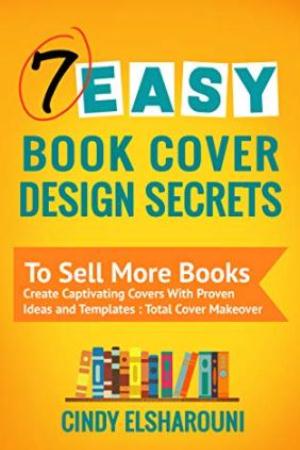 7 EASY
BOOK COVER
DESIGN SECRETS
To Sell More Books
Create Captivating Covers With Proven
Ideas and Templates : Total Cover Makeover
CINDY ELSHAROUNI